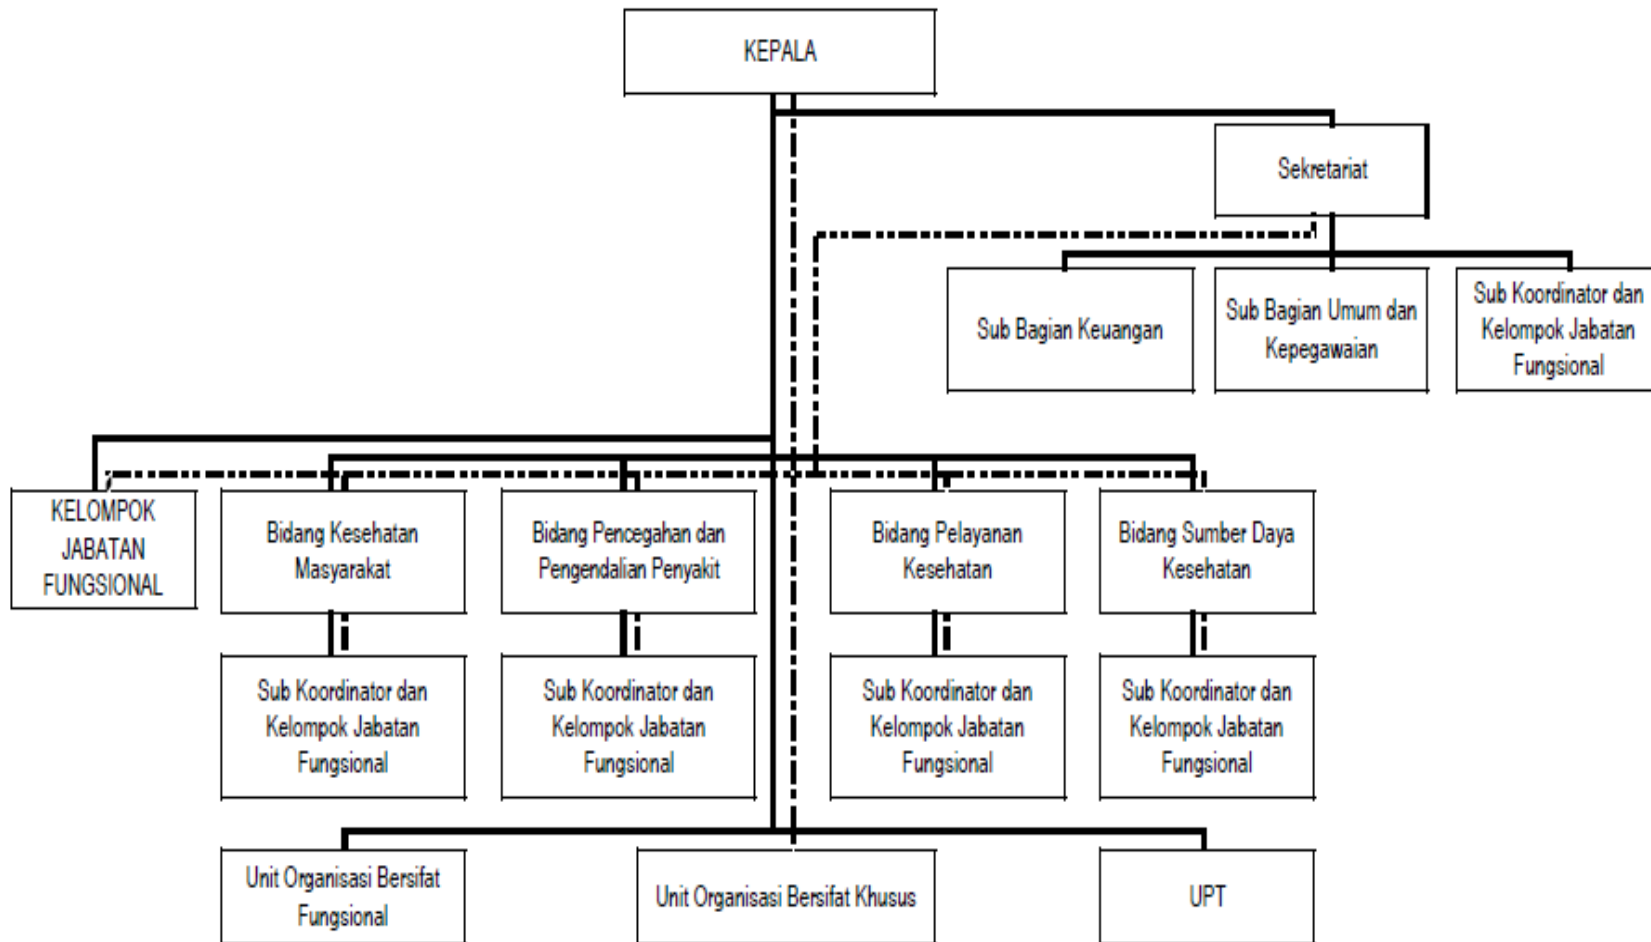 KEPALA
Sekretariat
Sub Bagian Keuangan
Sub Bagian Umum dan
Kepegawaian
Sub Koordinator dan
Kelompok Jabatan
Fungsional
KELOMPOK
JABATAN
FUNGSIONAL
Bidang Kesehatan
Masyarakat
Bidang Pencegahan dan
Pengendalian Penyakit
Bidang Pelayanan
Kesehatan
Bidang Sumber Daya
Kesehatan
Sub Koordinator dan
Kelompok Jabatan
Fungsional
Sub Koordinator dan
Kelompok Jabatan
Fungsional
Sub Koordinator dan
Kelompok Jabatan
Fungsional
Sub Koordinator dan
Kelompok Jabatan
Fungsional
Unit Organisasi Bersifat
Fungsional
Unit Organisasi Bersifat Khusus
UPT